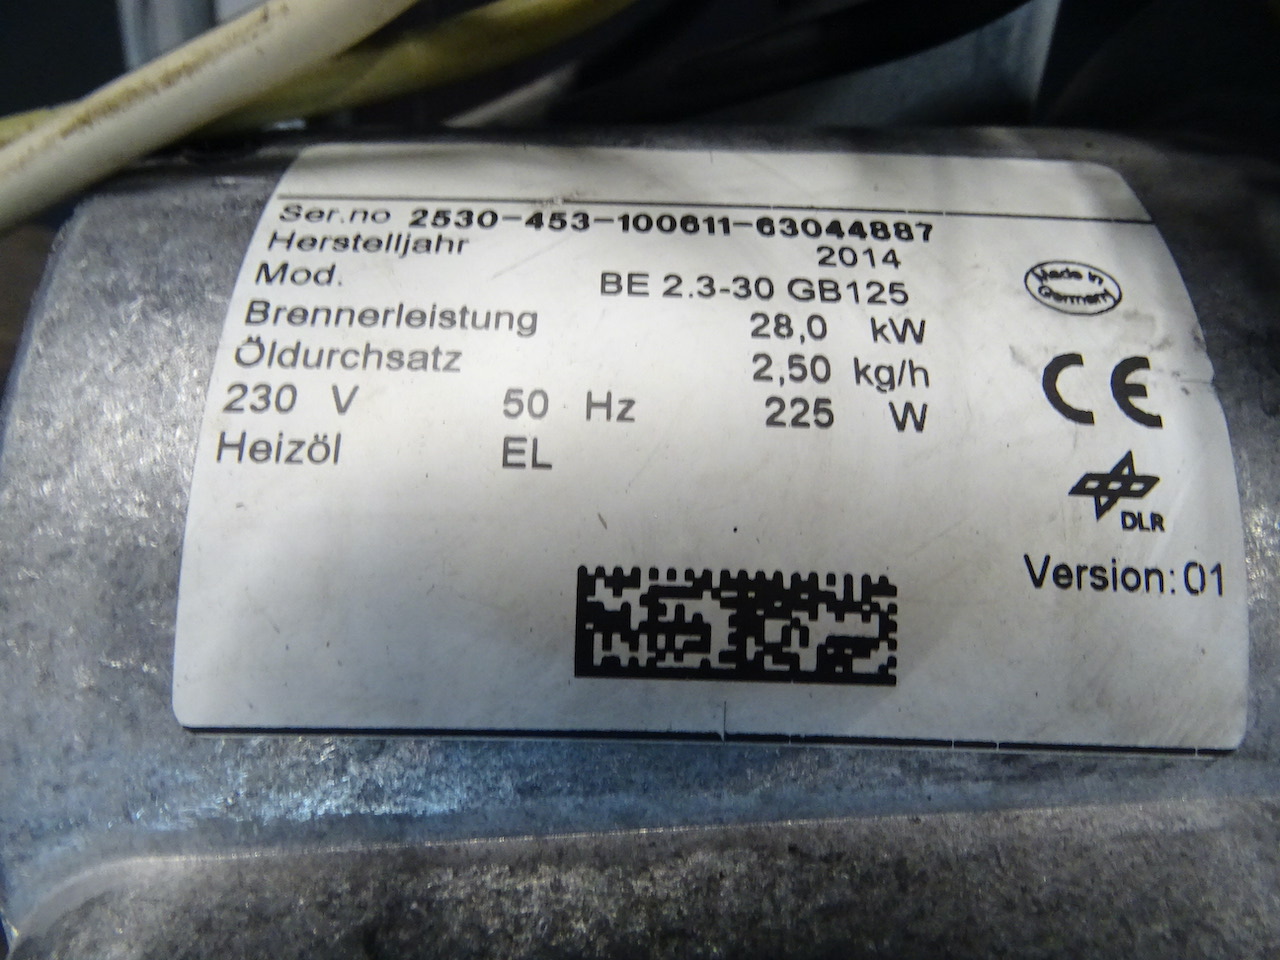 Ser.no 2530-453-100611-63044887
Herstelljahr 2014
Mod. BE 2.3-30 GB125
Brennerleistung 28,0 kW
Öldurchsatz 2,50 kg/h
230 V 50 Hz 225 W
Heizöl EL
Made in
Germany
CE
DLR
Version: 01